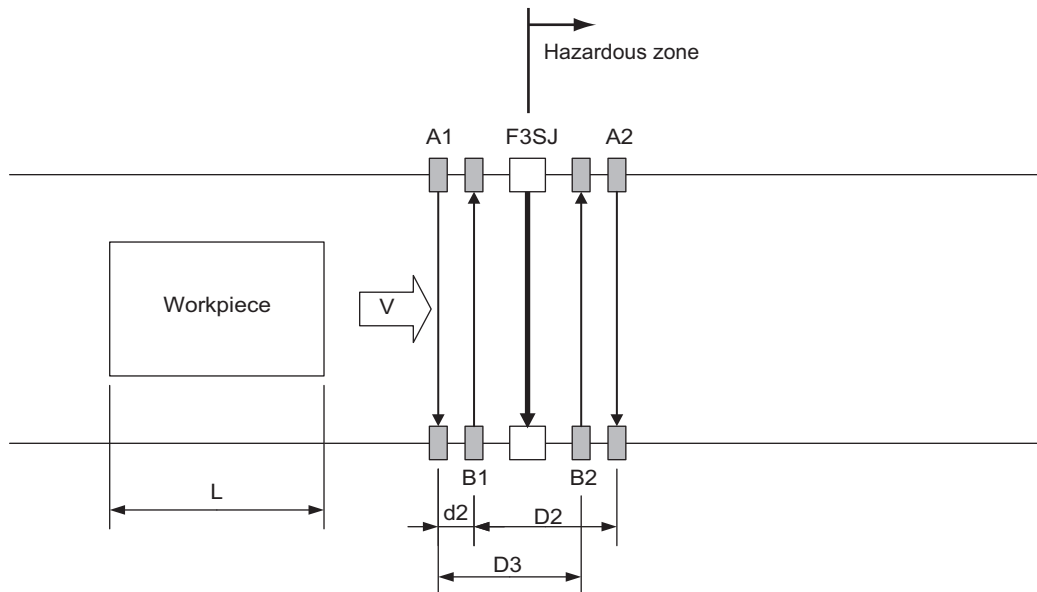 Hazardous zone
A1
F3SJ
A2
Workpiece
V
B1
B2
L
d2
D2
D3